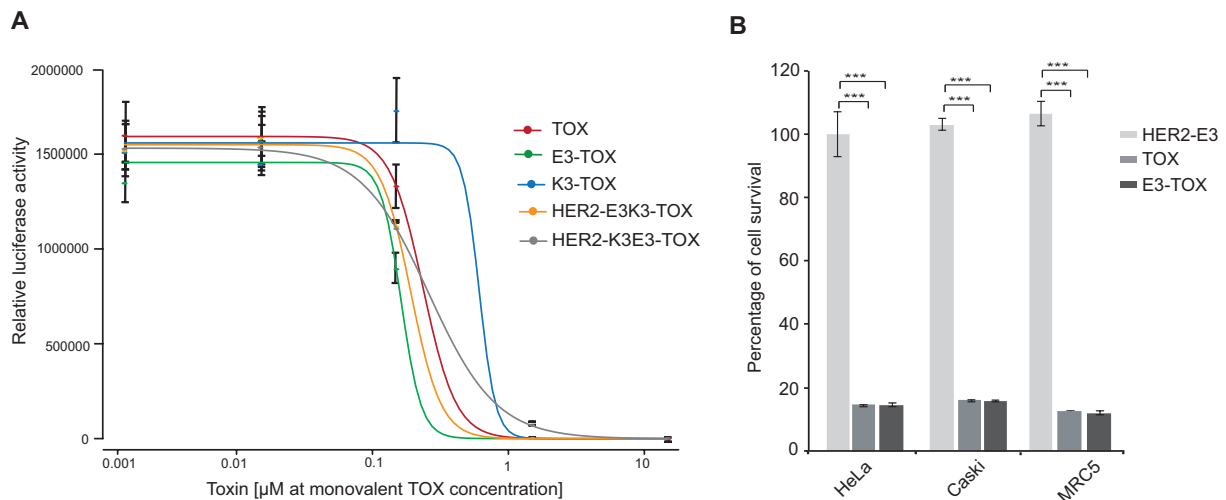 A
Relative luciferase activity
2000000
1500000
1000000
500000
0
0.001
0.01
0.1
1
10
Toxin [µM at monovalent TOX concentration]
TOX
E3-TOX
K3-TOX
HER2-E3K3-TOX
HER2-K3E3-TOX
B
Percentage of cell survival
120
100
80
60
40
20
0
***
***
***
***
***
***
HeLa
Caski
MRC5
HER2-E3
TOX
E3-TOX